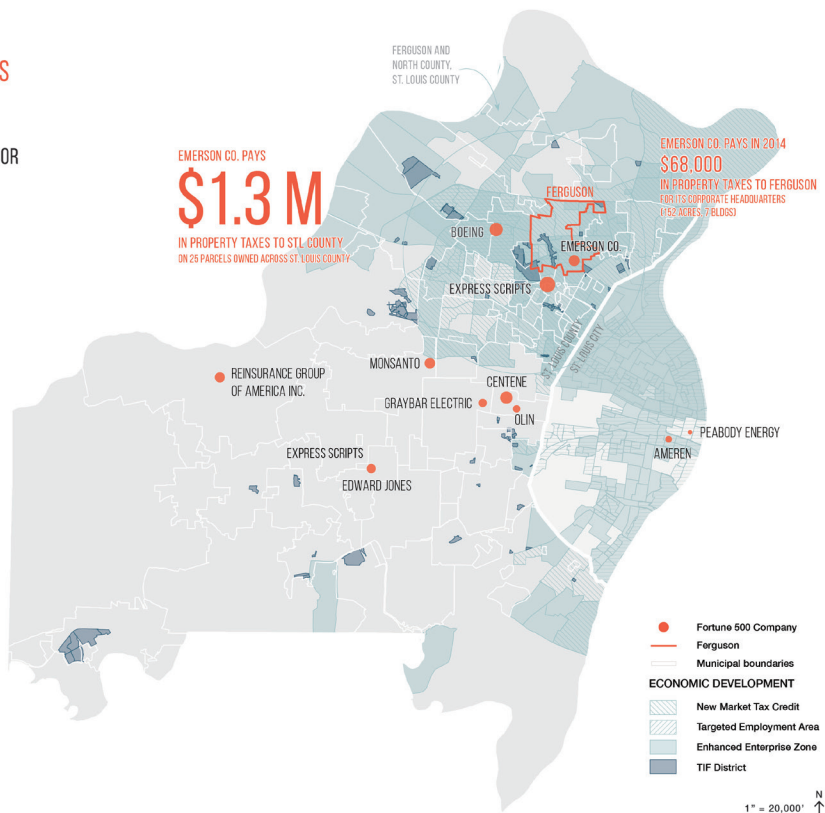 S
OR
FERGUSON AND
NORTH COUNTY,
ST. LOUIS COUNTY
EMERSON CO. PAYS
$1.3 M
IN PROPERTY TAXES TO STL COUNTY
ON 25 PARCELS OWNED ACROSS ST. LOUIS COUNTY
EMERSON CO. PAYS IN 2014
$68,000
IN PROPERTY TAXES TO FERGUSON
FOR ITS CORPORATE HEADQUARTERS
(152 ACRES, 7 BLDGS)
FERGUSON
BOEING
EMERSON CO.
EXPRESS SCRIPTS
ST. LOUIS COUNTY
ST. LOUIS CITY
MONSANTO
REINSURANCE GROUP
OF AMERICA INC.
CENTENE
GRAYBAR ELECTRIC
OLIN
PEABODY ENERGY
AMEREN
EXPRESS SCRIPTS
EDWARD JONES
Fortune 500 Company
Ferguson
Municipal boundaries
ECONOMIC DEVELOPMENT
New Market Tax Credit
Targeted Employment Area
Enhanced Enterprise Zone
TIF District
N
1" = 20,000'